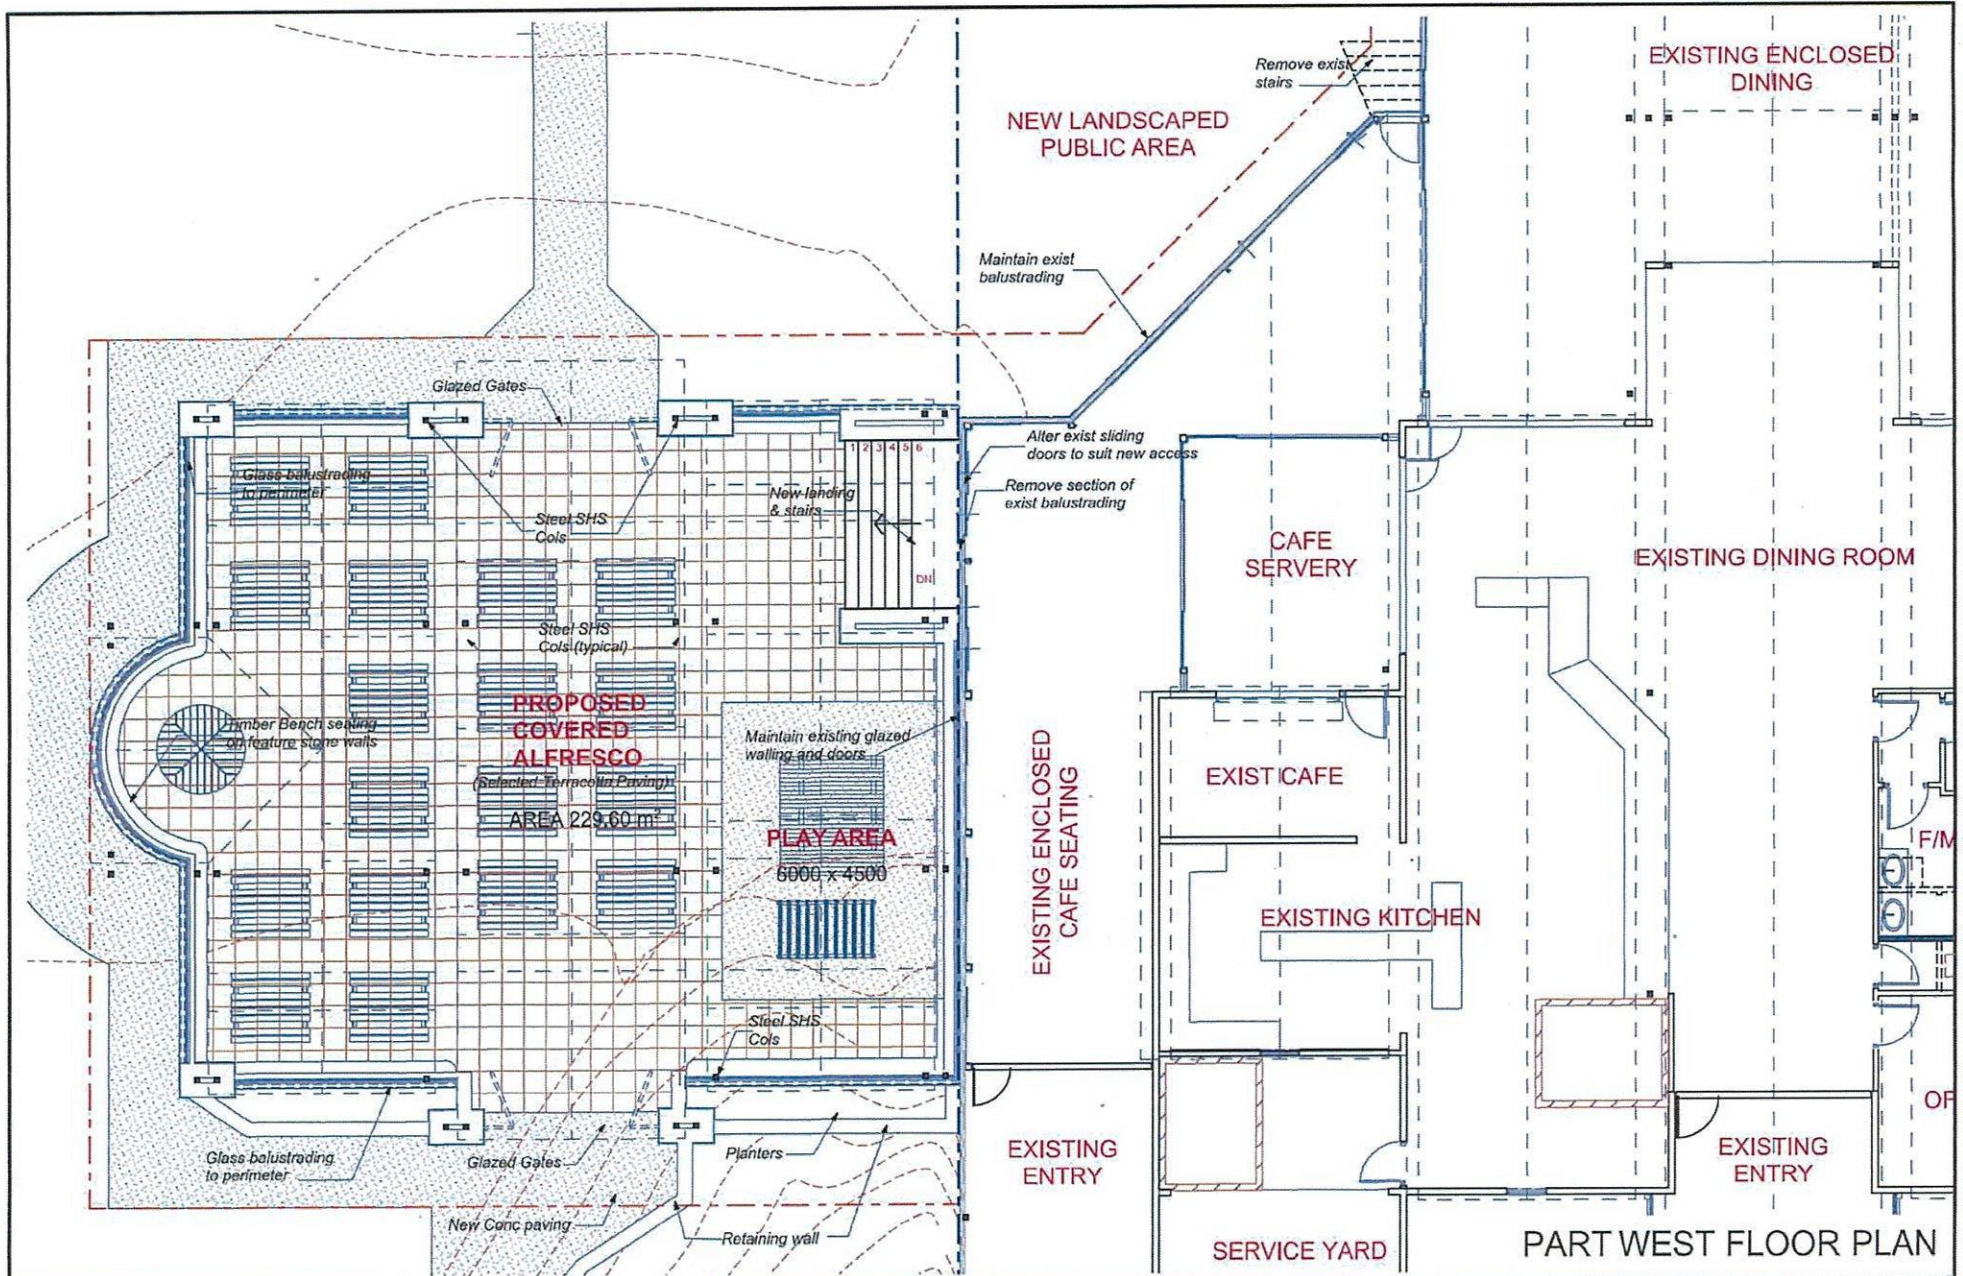 EXISTING ENCLOSED
DINING
Remove exist
stairs
NEW LANDSCAPED
PUBLIC AREA
Maintain exist
balustrading
Glazed Gates
Alter exist sliding
doors to suit new access
Remove section of
exist balustrading
Glass balustrading
to perimeter
1 2 3 4 5 6
New landing
& stairs
Steel SHS
Cols
DN
CAFE
SERVERY
EXISTING DINING ROOM
Steel SHS
Cols (typical)
PROPOSED
COVERED
ALFRESCO
(Selected Terracotta Paving)
AREA 229.60 m²
Timber Bench seating
on feature stone walls
Maintain existing glazed
walling and doors
PLAY AREA
6000 x 4500
EXISTING ENCLOSED
CAFE SEATING
EXIST CAFE
F/M
EXISTING KITCHEN
Steel SHS
Cols
OF
Glass balustrading
to perimeter
Glazed Gates
Planters
EXISTING
ENTRY
EXISTING
ENTRY
New Conc paving
Retaining wall
SERVICE YARD
PART WEST FLOOR PLAN